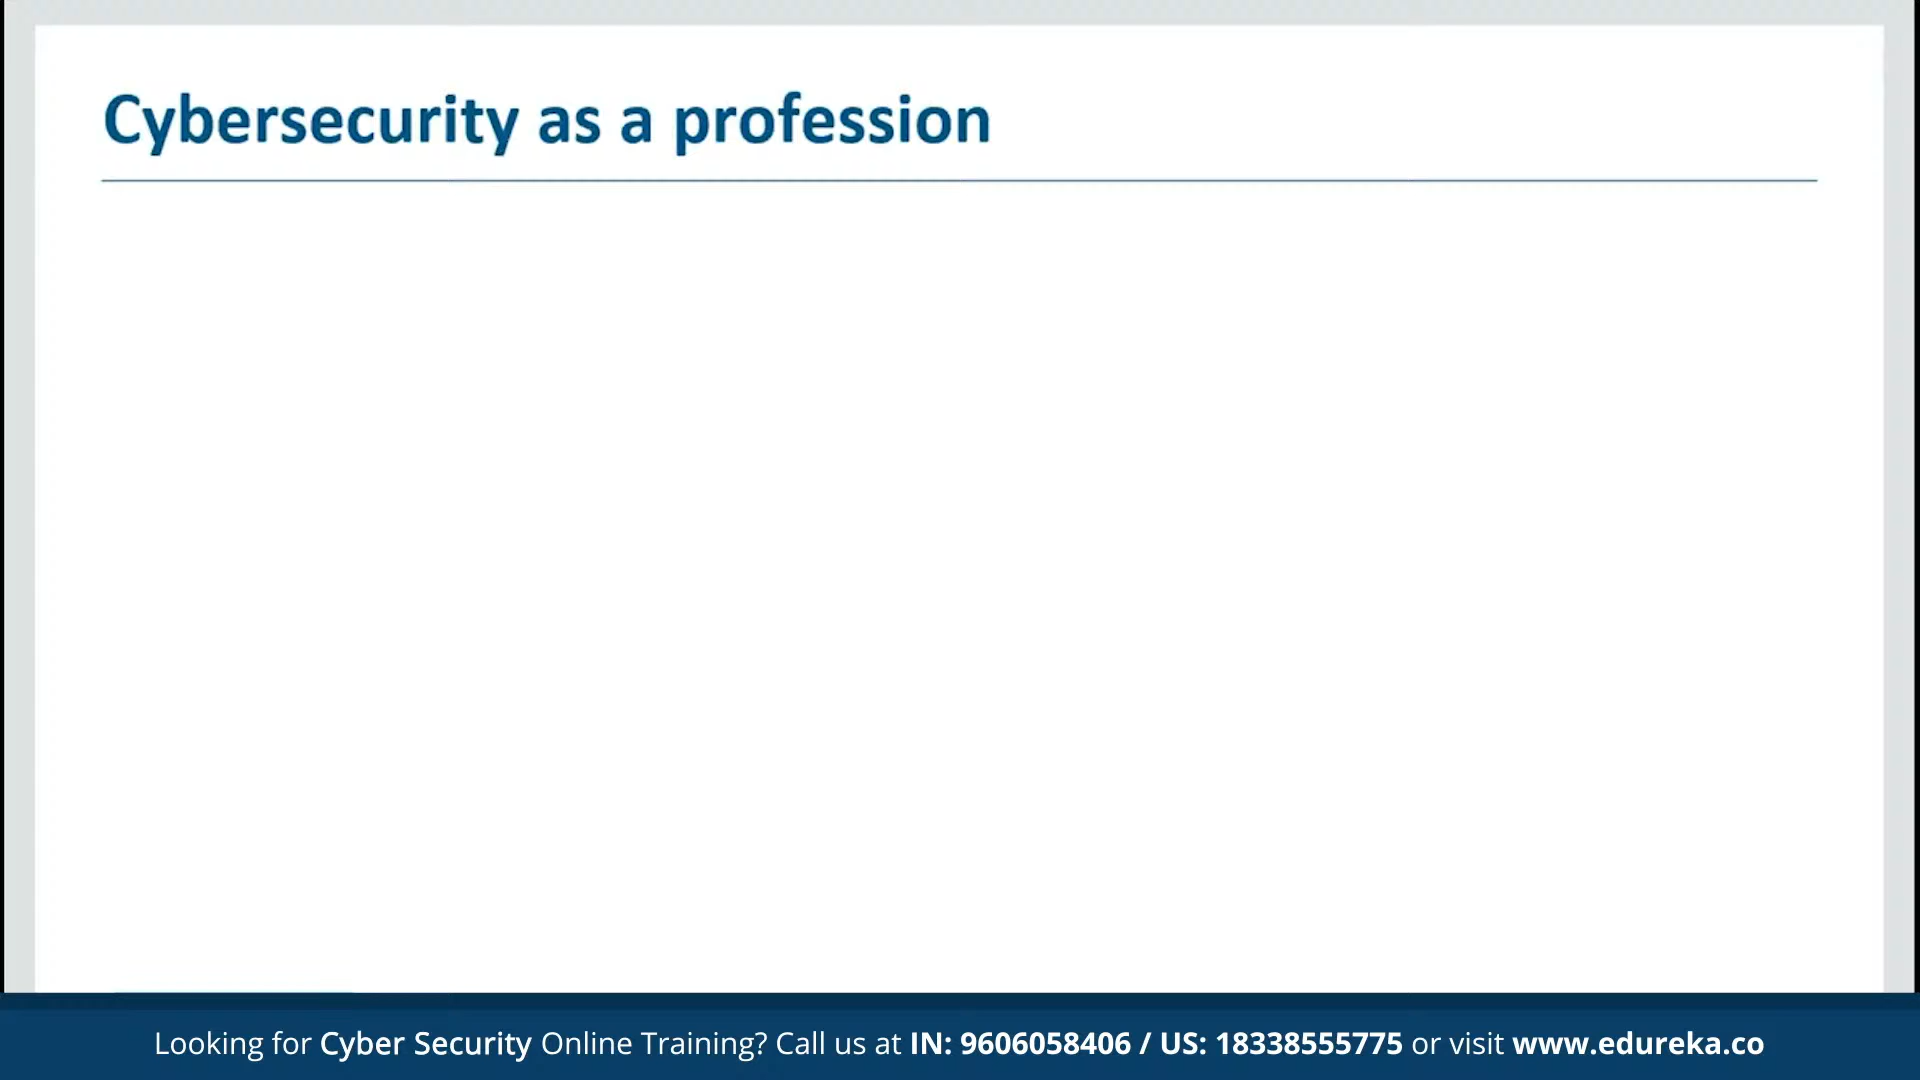 Cybersecurity as a profession
Looking for Cyber Security Online Training? Call us at IN: 9606058406 / US: 18338555775 or visit www.edureka.co